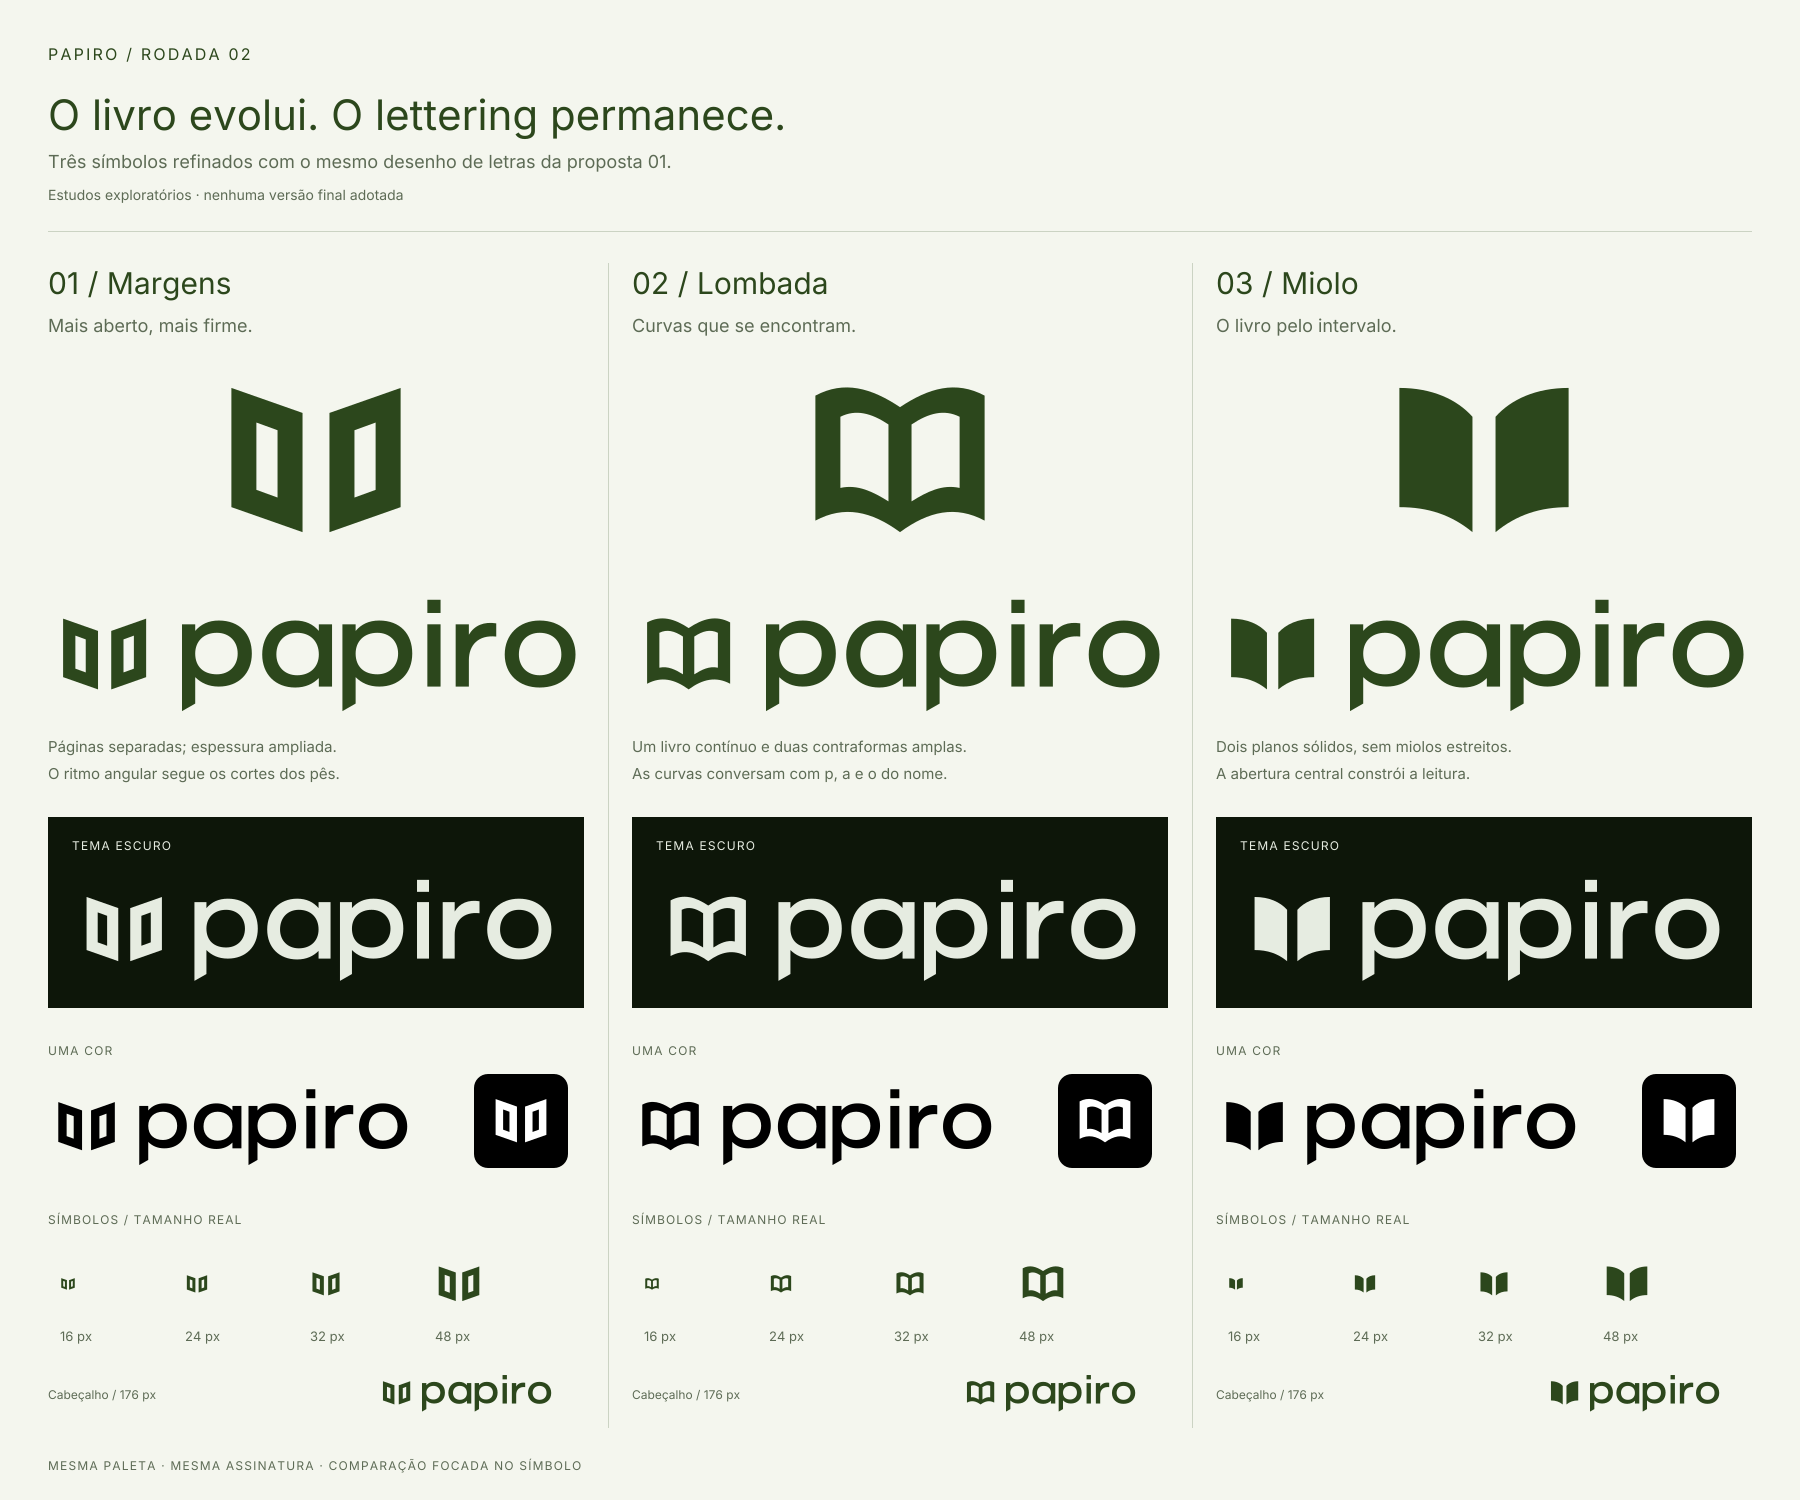 PAPIRO / RODADA 02
O livro evolui. O lettering permanece.
Três símbolos refinados com o mesmo desenho de letras da proposta 01.
Estudos exploratórios · nenhuma versão final adotada
01 / Margens
Mais aberto, mais firme.
papiro
Páginas separadas; espessura ampliada.
O ritmo angular segue os cortes dos pês.
TEMA ESCURO
papiro
UMA COR
papiro
SÍMBOLOS / TAMANHO REAL
16 px 24 px 32 px 48 px
Cabeçalho / 176 px papiro
02 / Lombada
Curvas que se encontram.
papiro
Um livro contínuo e duas contraformas amplas.
As curvas conversam com p, a e o do nome.
TEMA ESCURO
papiro
UMA COR
papiro
SÍMBOLOS / TAMANHO REAL
16 px 24 px 32 px 48 px
Cabeçalho / 176 px papiro
03 / Miolo
O livro pelo intervalo.
papiro
Dois planos sólidos, sem miolos estreitos.
A abertura central constrói a leitura.
TEMA ESCURO
papiro
UMA COR
papiro
SÍMBOLOS / TAMANHO REAL
16 px 24 px 32 px 48 px
Cabeçalho / 176 px papiro
MESMA PALETA · MESMA ASSINATURA · COMPARAÇÃO FOCADA NO SÍMBOLO